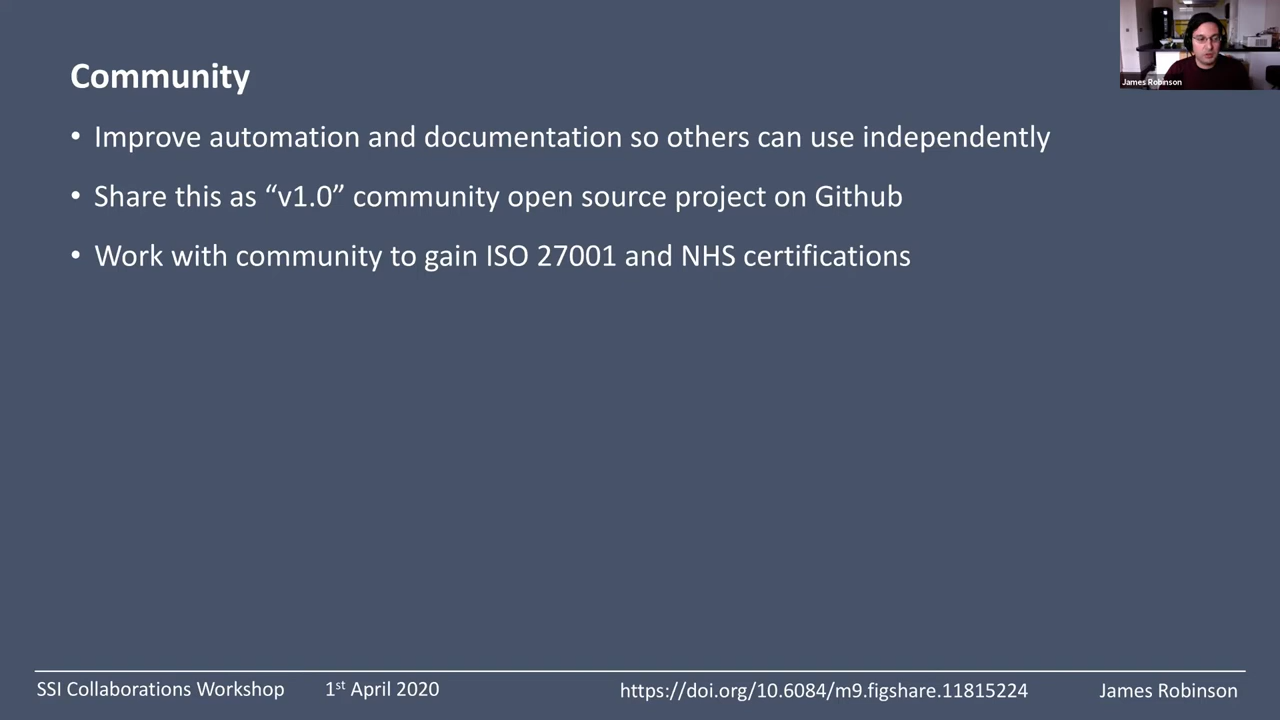 Community
• Improve automation and documentation so others can use independently
• Share this as “v1.0” community open source project on Github
• Work with community to gain ISO 27001 and NHS certifications
James Robinson
SSI Collaborations Workshop 1st April 2020 https://doi.org/10.6084/m9.figshare.11815224 James Robinson